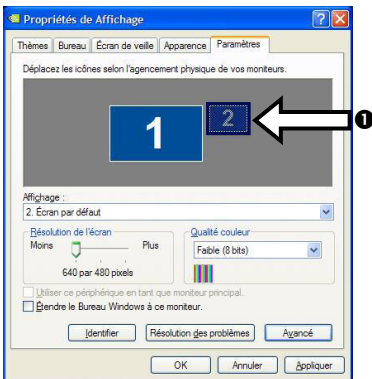 Propriétés de Affichage
Thèmes Bureau Écran de veille Apparence Paramètres
Déplacez les icônes selon l'agencement physique de vos moniteurs.
1 2 ❶
Affichage :
2. Écran par défaut
Résolution de l'écran Qualité couleur
Moins Plus Faible (8 bits)
640 par 480 pixels
Utiliser ce périphérique en tant que moniteur principal.
Étendre le Bureau Windows à ce moniteur.
Identifier Résolution des problèmes Avancé
OK Annuler Appliquer